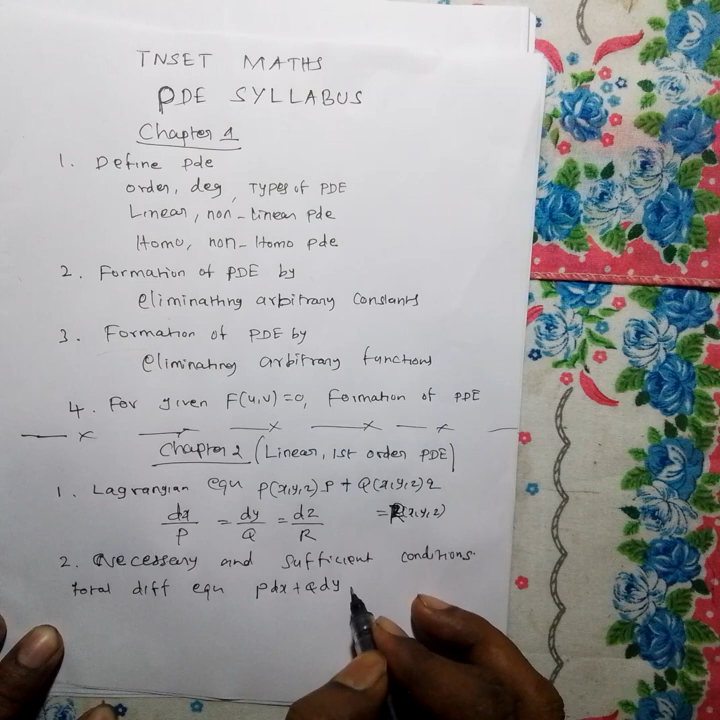 TNSET MATHS
PDE SYLLABUS
Chapter 1
1. Define pde
order, deg, Types of PDE
Linear, non-linear pde
Homo, non-Homo pde
2. Formation of PDE by
eliminating arbitrary constants
3. Formation of PDE by
eliminating arbitrary functions
4. For given F(u,v)=0, Formation of PDE
Chapter 2 (Linear, 1st order PDE)
1. Lagrangian equ P(x,y,z)p + Q(x,y,z)q
= R(x,y,z)
dx/P = dy/Q = dz/R
2. Necessary and sufficient conditions.
total diff equ Pdx+Qdy